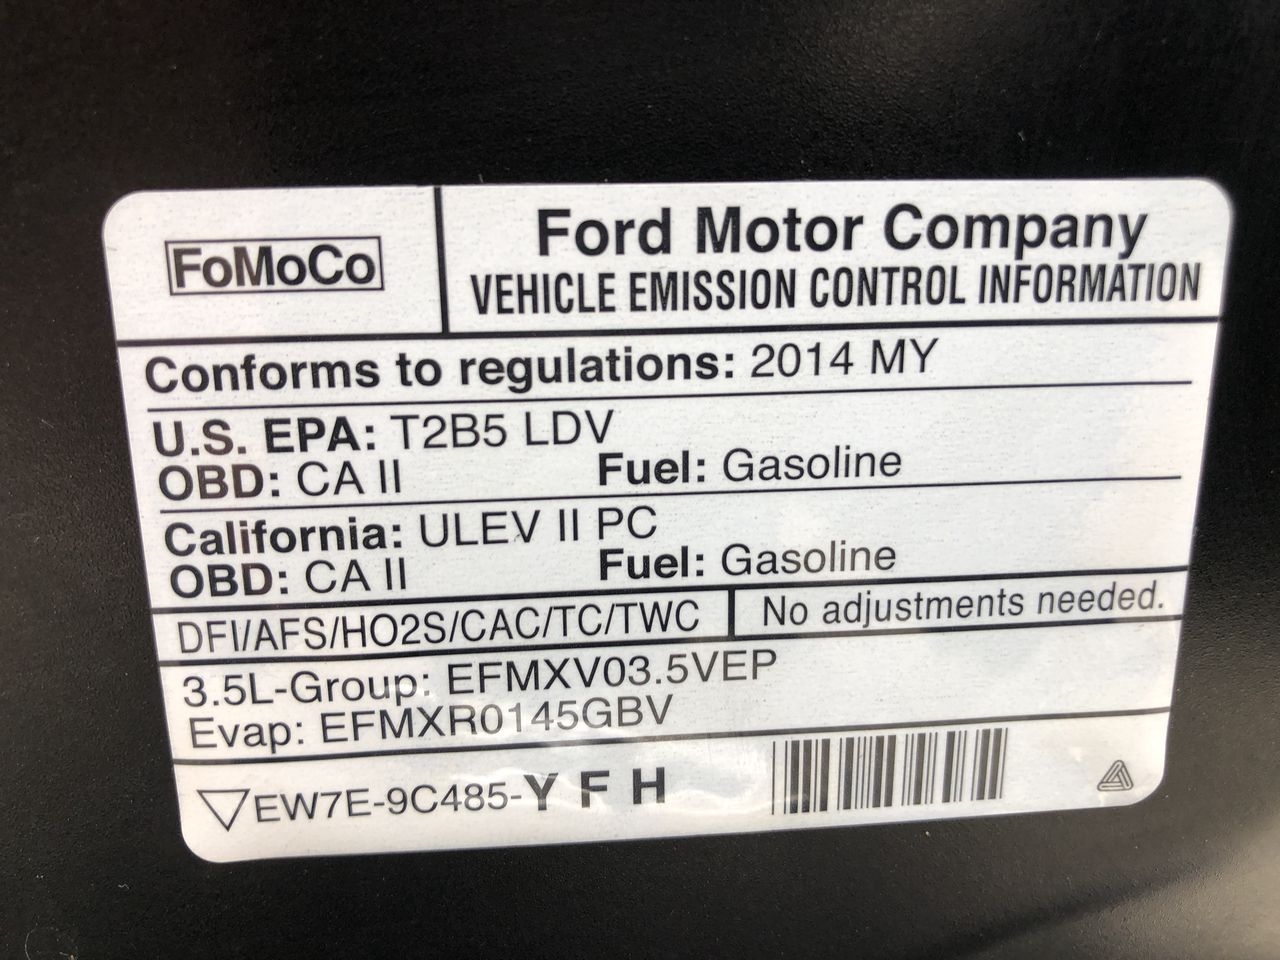 FoMoCo
Ford Motor Company
VEHICLE EMISSION CONTROL INFORMATION
Conforms to regulations: 2014 MY
U.S. EPA: T2B5 LDV
OBD: CA II Fuel: Gasoline
California: ULEV II PC
OBD: CA II Fuel: Gasoline
DFI/AFS/HO2S/CAC/TC/TWC No adjustments needed.
3.5L-Group: EFMXV03.5VEP
Evap: EFMXR0145GBV
EW7E-9C485-Y F H